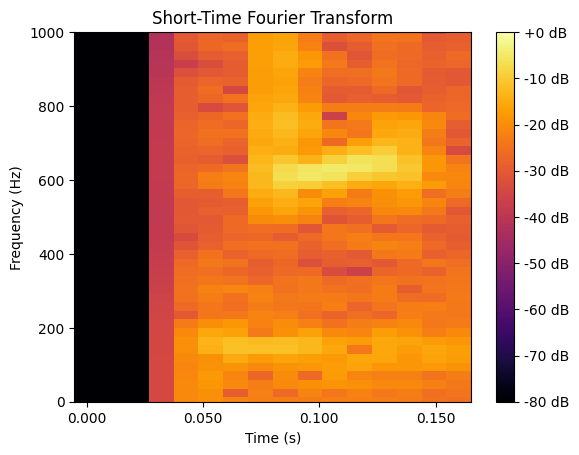 Short-Time Fourier Transform
1000
800
600
400
200
0
Frequency (Hz)
0.000
0.050
0.100
0.150
Time (s)
+0 dB
-10 dB
-20 dB
-30 dB
-40 dB
-50 dB
-60 dB
-70 dB
-80 dB